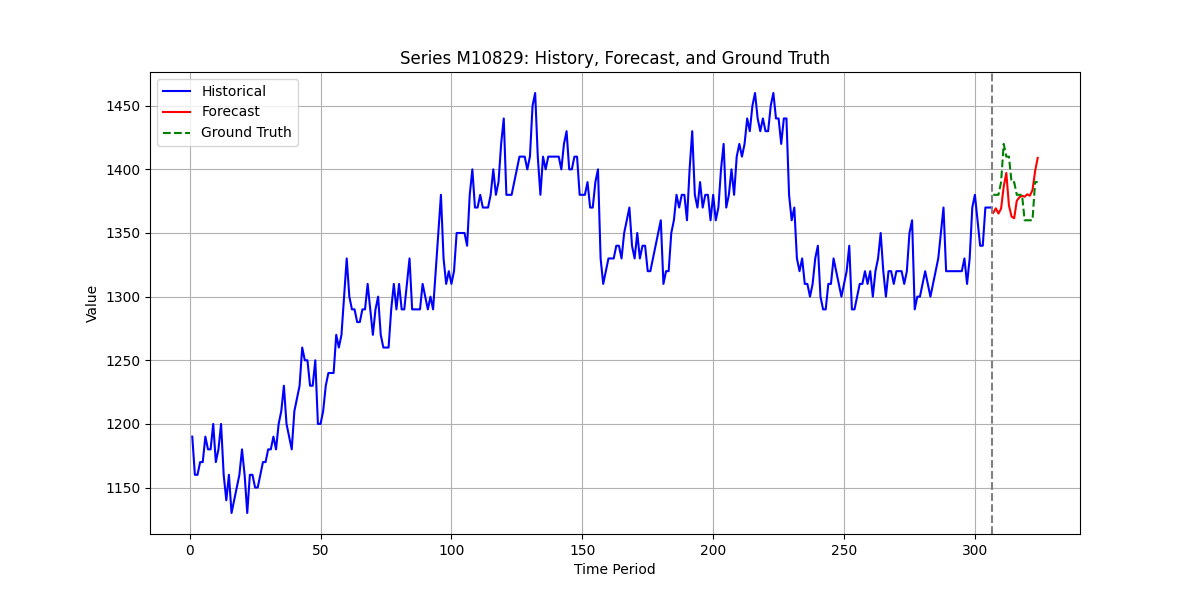 Series M10829: History, Forecast, and Ground Truth
Historical
Forecast
Ground Truth
Value
1450
1400
1350
1300
1250
1200
1150
0 50 100 150 200 250 300
Time Period